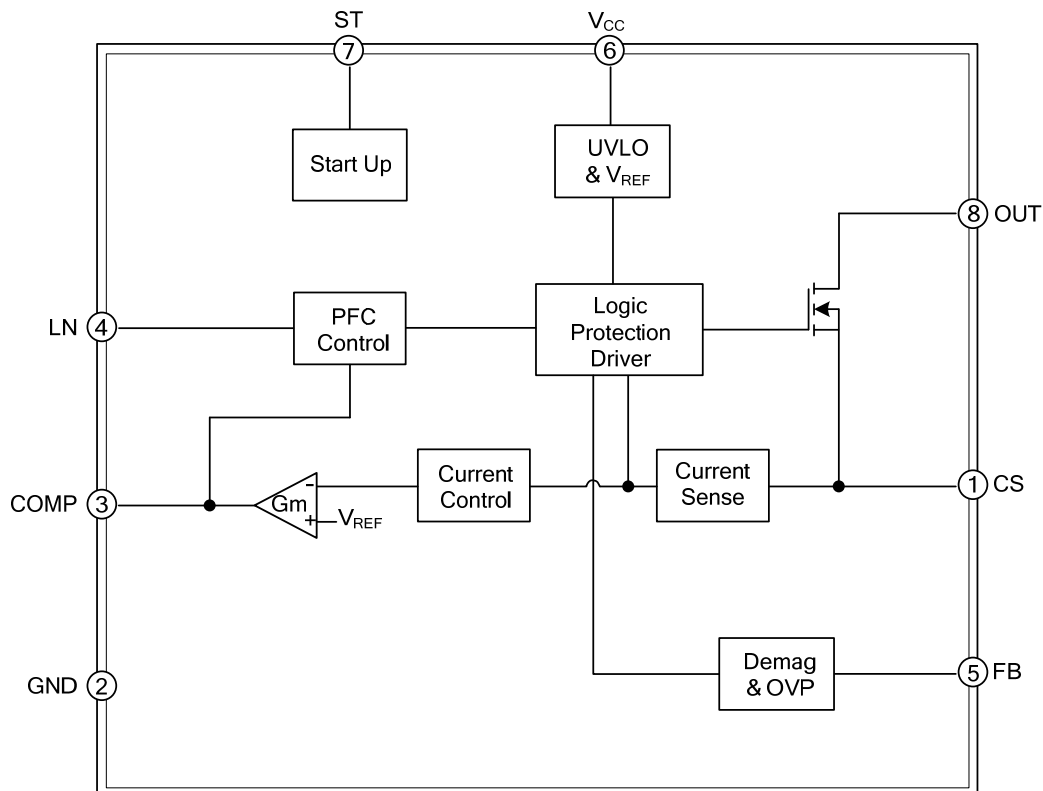 ST
VCC
7
6
Start Up
UVLO
& VREF
8 OUT
LN 4
PFC
Control
Logic
Protection
Driver
COMP 3
Gm
-
+
VREF
Current
Control
Current
Sense
1 CS
GND 2
Demag
& OVP
5 FB